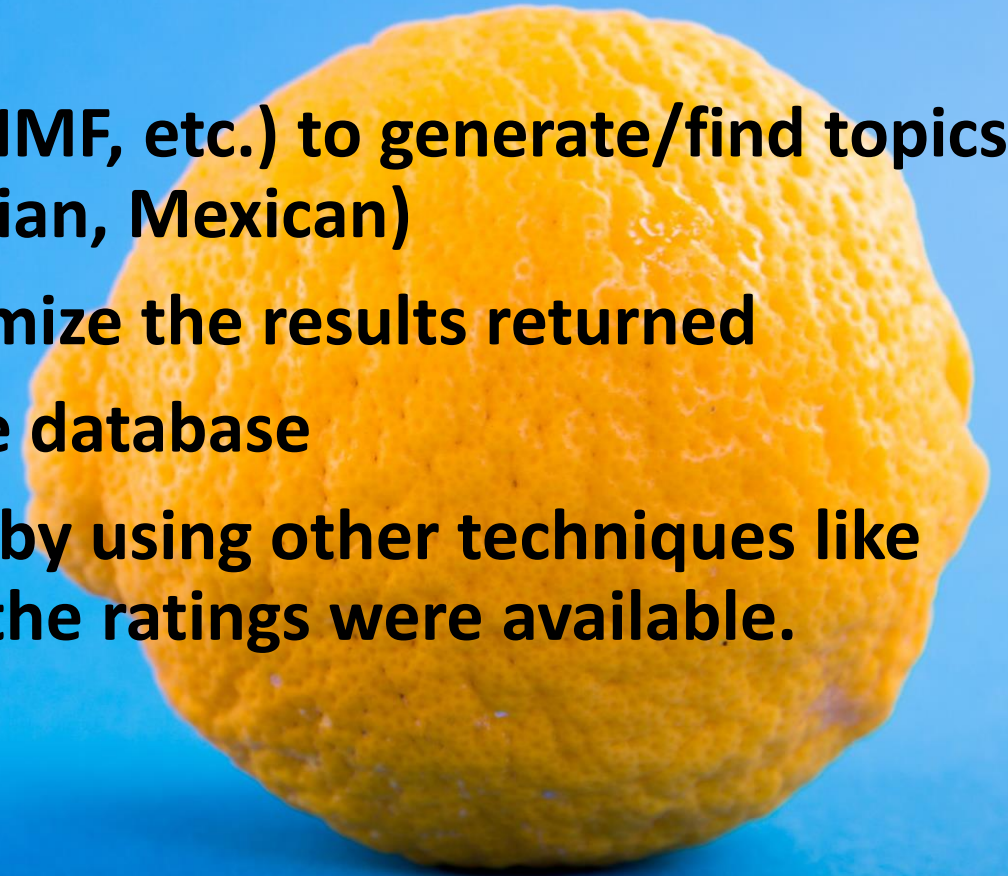 MF, etc.) to generate/find topics
ian, Mexican)
mize the results returned
e database
by using other techniques like
the ratings were available.